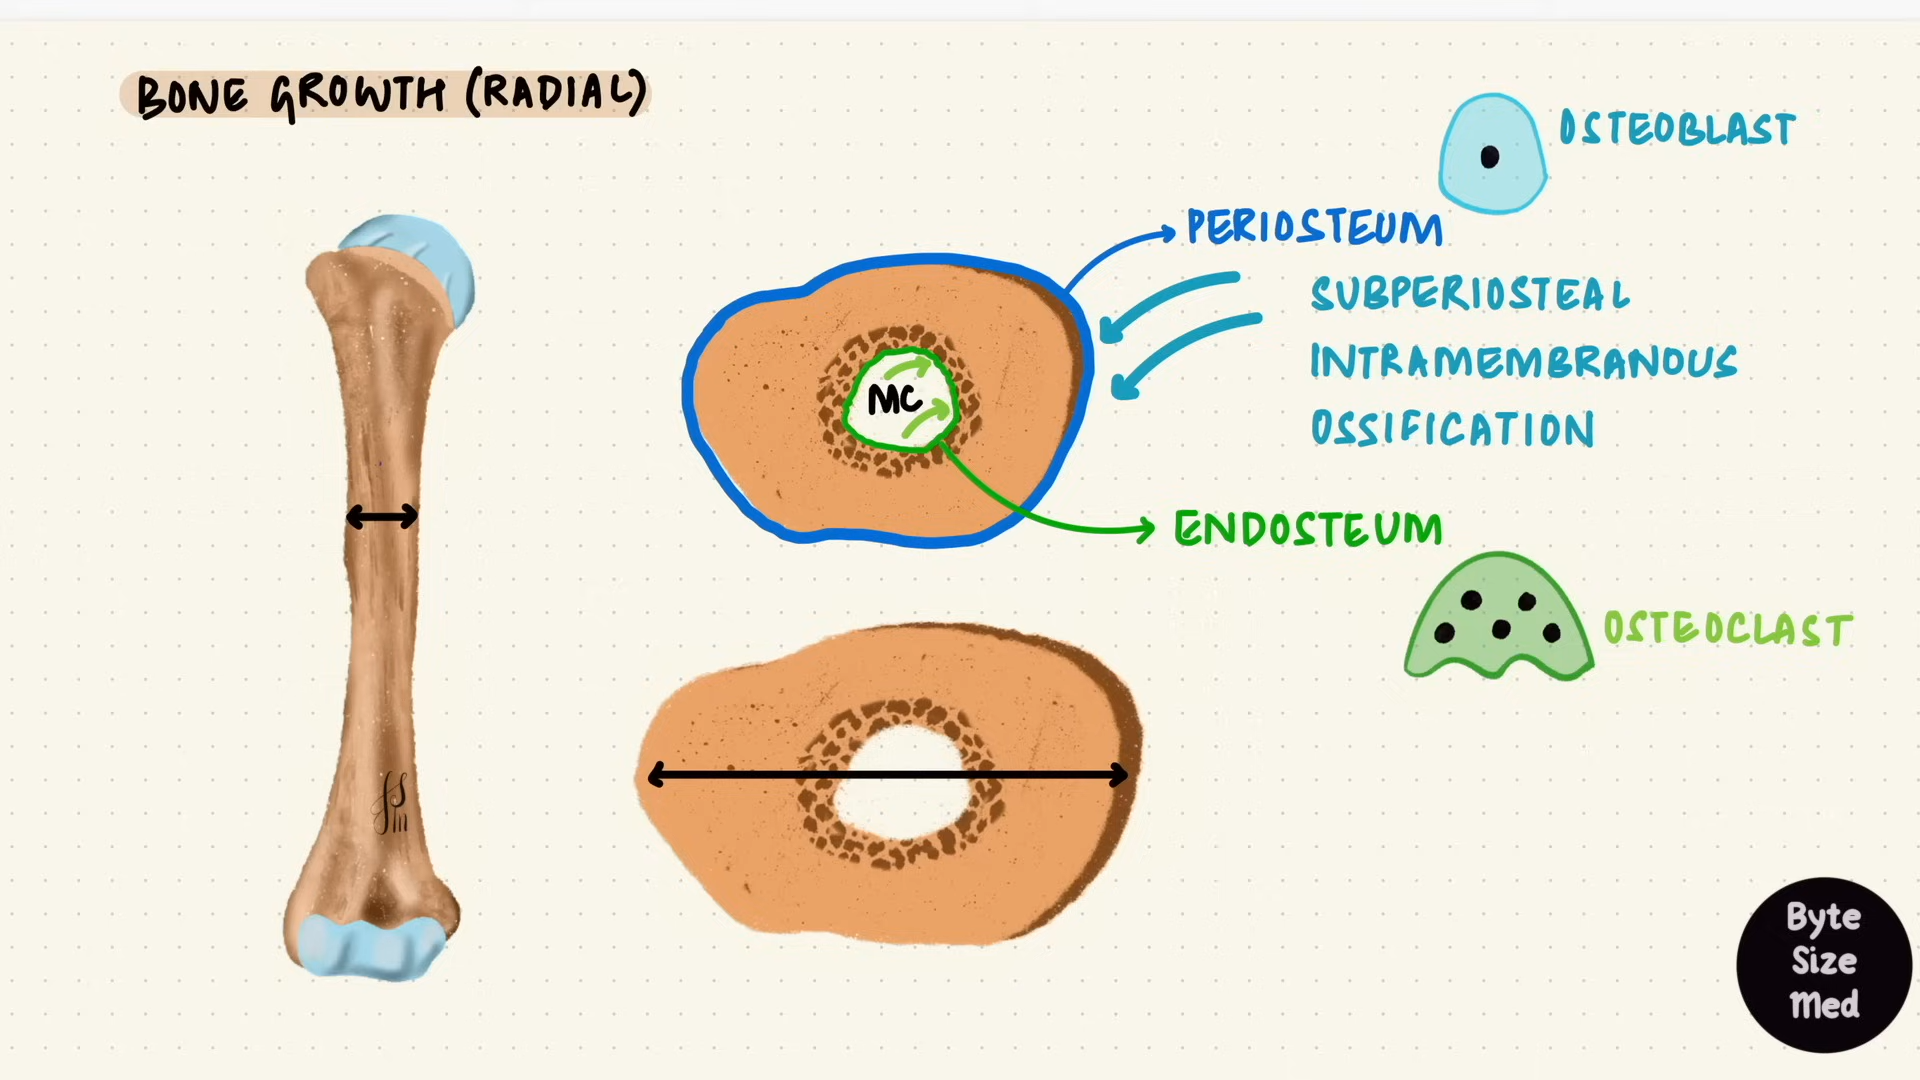 BONE GROWTH (RADIAL)
OSTEOBLAST
PERIOSTEUM
SUBPERIOSTEAL
INTRAMEMBRANOUS
OSSIFICATION
MC
ENDOSTEUM
OSTEOCLAST
Byte
Size
Med